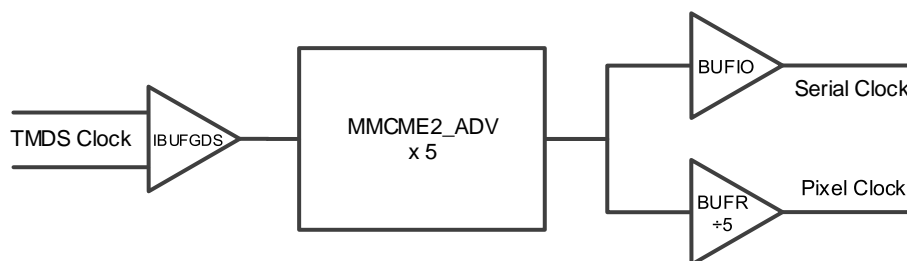 TMDS Clock
IBUFGDS
MMCME2_ADV
x 5
BUFIO
Serial Clock
BUFR
÷5
Pixel Clock